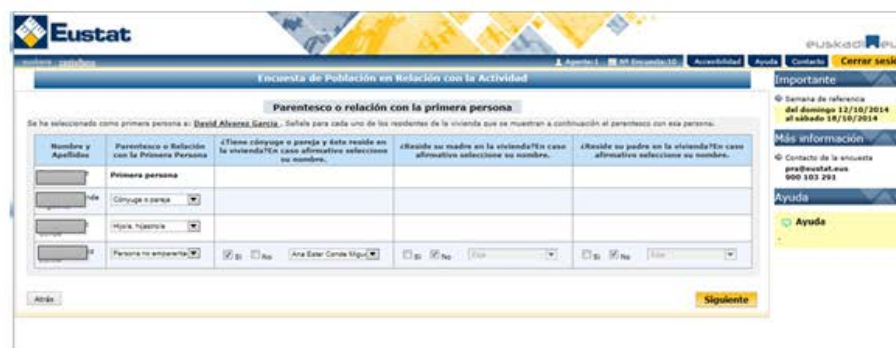 Eustat
euskadi eu
euskara castellano
Agente:1 Nº Encuesta:10 Accesibilidad Ayuda Contacto Cerrar sesió
Encuesta de Población en Relación con la Actividad
Parentesco o relación con la primera persona
Se ha seleccionado como primera persona a: David Alvarez Garcia . Señale para cada uno de los residentes de la vivienda que se muestran a continuación el parentesco con esa persona.
Nombre y Apellidos
Parentesco o Relación con la Primera Persona
¿Tiene cónyuge o pareja y éste reside en la vivienda?En caso afirmativo seleccione su nombre.
¿Reside su madre en la vivienda?En caso afirmativo seleccione su nombre.
¿Reside su padre en la vivienda?En caso afirmativo seleccione su nombre.
Primera persona
Cónyuge o pareja
Hijo/a, hijastro/a
Persona no emparenta
Si No Ana Ester Conde Migu
Si No
Si No
Atrás
Siguiente
Importante
Semana de referencia
del domingo 12/10/2014
al sábado 18/10/2014
Más información
Contacto de la encuesta
pra@eustat.eus
900 103 291
Ayuda
Ayuda